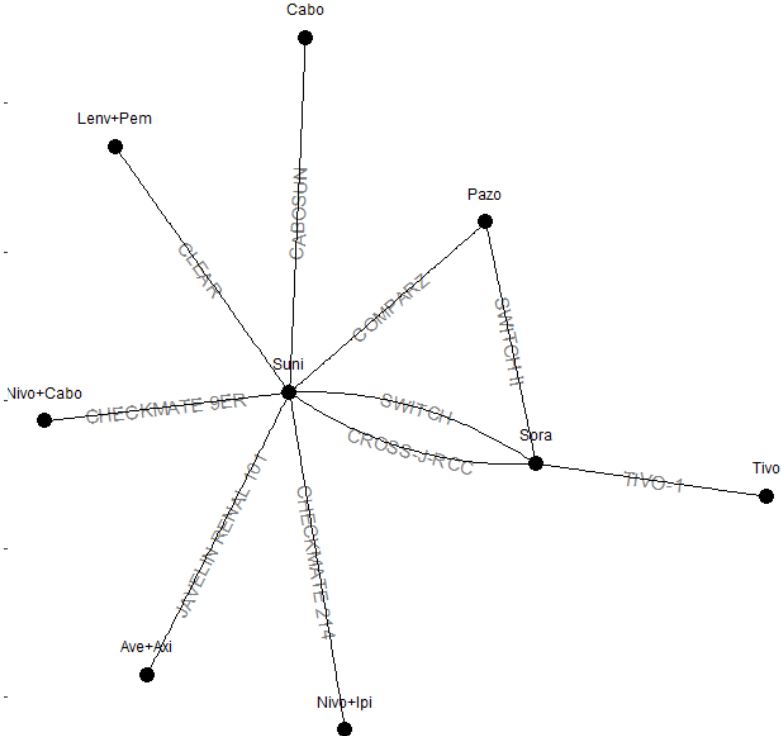 Cabo
Lenv+Pem
CABOSUN
Pazo
CLEAR
COMPARZ
SWITCH II
Suni
Nivo+Cabo
CHECKMATE 9ER
SWITCH
CROSS-J-RCC
Sora
TIVO-1
Tivo
JAVELIN RENAL 101
CHECKMATE 214
Ave+Axi
Nivo+Ipi